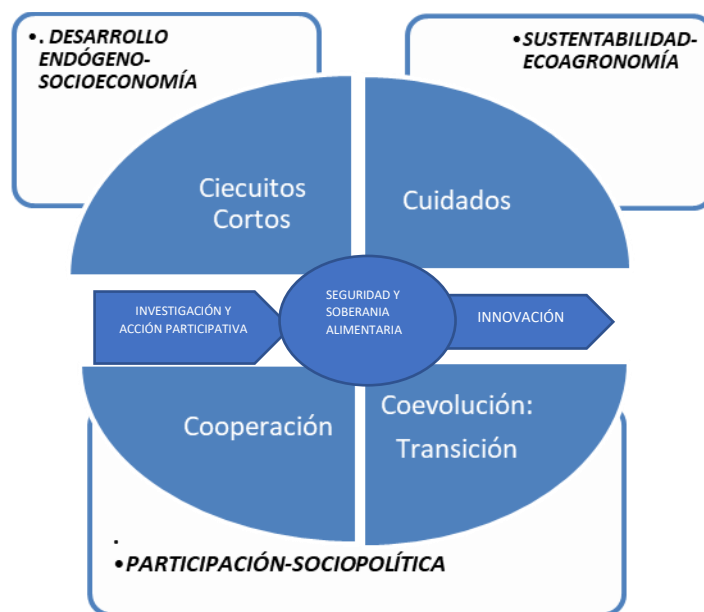 •. DESARROLLO
ENDÓGENO-
SOCIOECONOMÍA
•SUSTENTABILIDAD-
ECOAGRONOMÍA
Ciecuitos
Cortos
Cuidados
INVESTIGACIÓN Y
ACCIÓN PARTICIPATIVA
SEGURIDAD Y
SOBERANIA
ALIMENTARIA
INNOVACIÓN
Cooperación
Coevolución:
Transición
.
•PARTICIPACIÓN-SOCIOPOLÍTICA